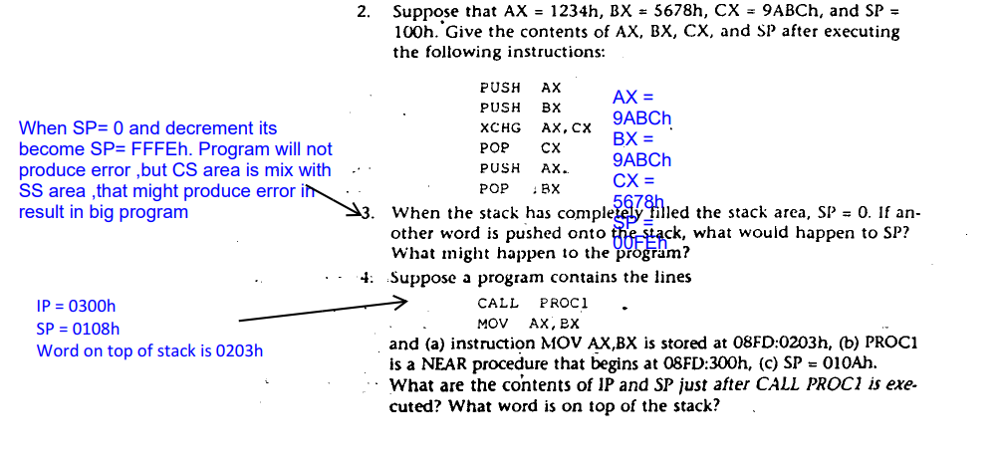 2. Suppose that AX = 1234h, BX = 5678h, CX = 9ABCh, and SP =
100h. Give the contents of AX, BX, CX, and SP after executing
the following instructions:
PUSH AX
PUSH BX
XCHG AX,CX
POP CX
PUSH AX
POP BX
AX =
9ABCh
BX =
9ABCh
CX =
5678h
SP =
00FEh
When SP= 0 and decrement its
become SP= FFFEh. Program will not
produce error ,but CS area is mix with
SS area ,that might produce error in
result in big program
3. When the stack has completely filled the stack area, SP = 0. If an-
other word is pushed onto the stack, what would happen to SP?
What might happen to the program?
4. Suppose a program contains the lines
CALL PROC1
MOV AX,BX
IP = 0300h
SP = 0108h
Word on top of stack is 0203h
and (a) instruction MOV AX,BX is stored at 08FD:0203h, (b) PROC1
is a NEAR procedure that begins at 08FD:300h, (c) SP = 010Ah.
What are the contents of IP and SP just after CALL PROC1 is exe-
cuted? What word is on top of the stack?